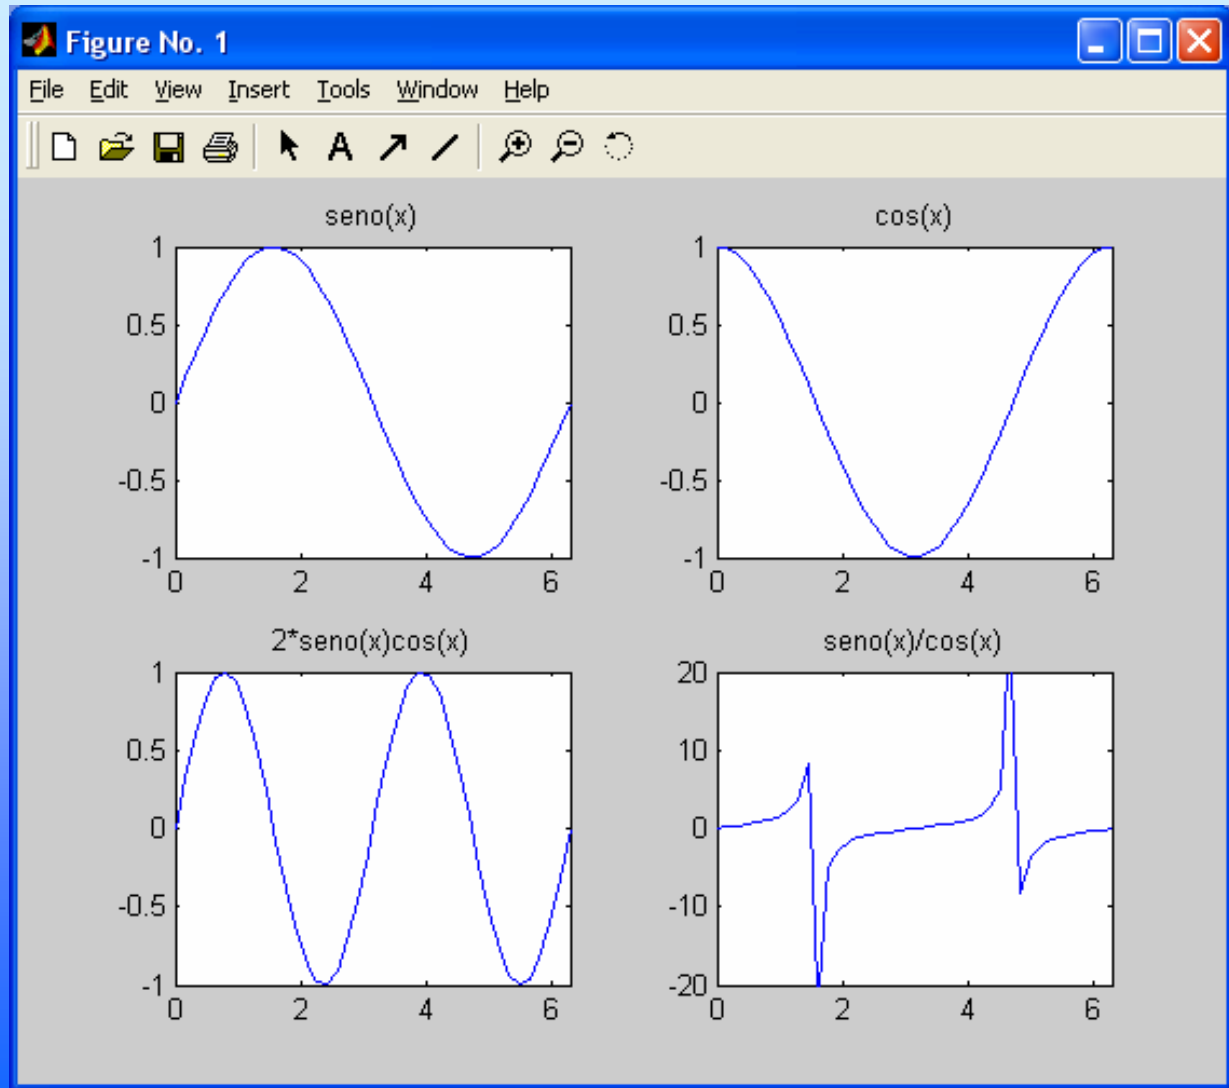 Figure No. 1
File Edit View Insert Tools Window Help
A
seno(x)
1
0.5
0
-0.5
-1
0 2 4 6
cos(x)
1
0.5
0
-0.5
-1
0 2 4 6
2*seno(x)cos(x)
1
0.5
0
-0.5
-1
0 2 4 6
seno(x)/cos(x)
20
10
0
-10
-20
0 2 4 6